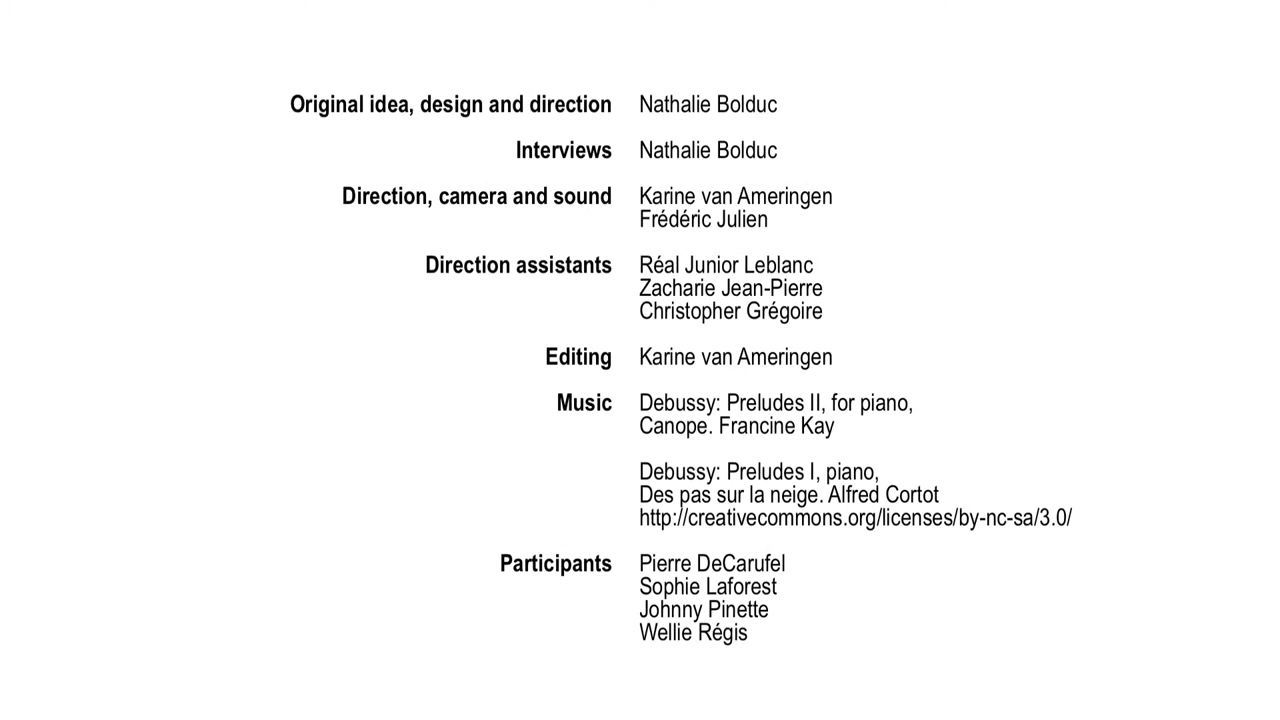 Original idea, design and direction Nathalie Bolduc
Interviews Nathalie Bolduc
Direction, camera and sound Karine van Ameringen
Frédéric Julien
Direction assistants Réal Junior Leblanc
Zacharie Jean-Pierre
Christopher Grégoire
Editing Karine van Ameringen
Music Debussy: Preludes II, for piano,
Canope. Francine Kay
Debussy: Preludes I, piano,
Des pas sur la neige. Alfred Cortot
http://creativecommons.org/licenses/by-nc-sa/3.0/
Participants Pierre DeCarufel
Sophie Laforest
Johnny Pinette
Wellie Régis